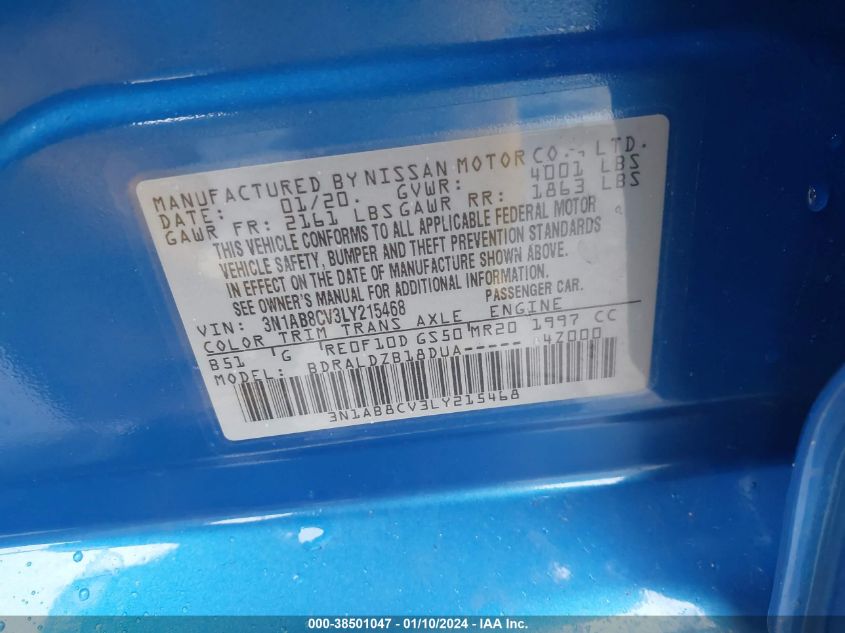 MANUFACTURED BY NISSAN MOTOR CO., LTD.
DATE: 01/20. GVWR: 4001 LBS
GAWR FR: 2161 LBS GAWR RR: 1863 LBS
THIS VEHICLE CONFORMS TO ALL APPLICABLE FEDERAL MOTOR
VEHICLE SAFETY, BUMPER AND THEFT PREVENTION STANDARDS
IN EFFECT ON THE DATE OF MANUFACTURE SHOWN ABOVE.
SEE OWNER'S MANUAL FOR ADDITIONAL INFORMATION.
VIN: 3N1AB8CV3LY215468 PASSENGER CAR.
COLOR TRIM TRANS AXLE ENGINE
B51 G RE0F10D GS50 MR20 1997 CC
MODEL: BDRALDZB18DUA-----
3N1AB8CV3LY215468
000-38501047 - 01/10/2024 - IAA, Inc.